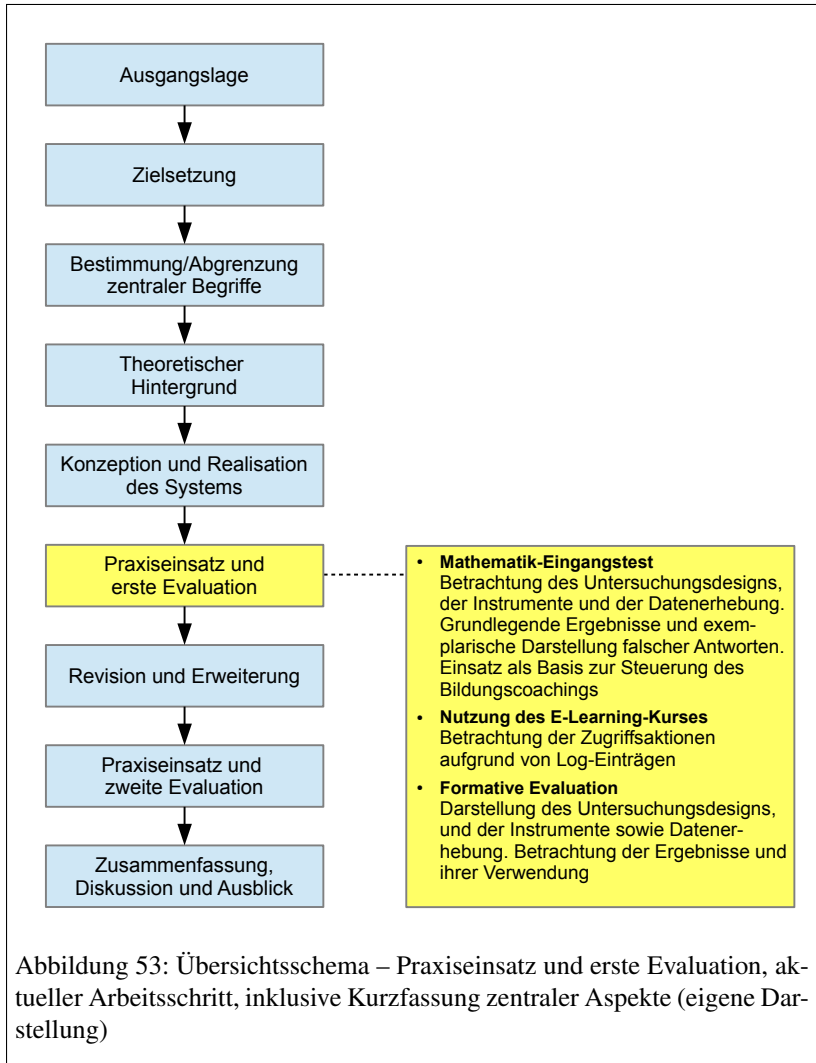 Ausgangslage
Zielsetzung
Bestimmung/Abgrenzung
zentraler Begriffe
Theoretischer
Hintergrund
Konzeption und Realisation
des Systems
Praxiseinsatz und
erste Evaluation
Revision und Erweiterung
Praxiseinsatz und
zweite Evaluation
Zusammenfassung,
Diskussion und Ausblick
• Mathematik-Eingangstest
Betrachtung des Untersuchungsdesigns,
der Instrumente und der Datenerhebung.
Grundlegende Ergebnisse und exem-
plarische Darstellung falscher Antworten.
Einsatz als Basis zur Steuerung des
Bildungscoachings
• Nutzung des E-Learning-Kurses
Betrachtung der Zugriffsaktionen
aufgrund von Log-Einträgen
• Formative Evaluation
Darstellung des Untersuchungsdesigns,
und der Instrumente sowie Datener-
hebung. Betrachtung der Ergebnisse und
ihrer Verwendung
Abbildung 53: Übersichtsschema – Praxiseinsatz und erste Evaluation, ak-
tueller Arbeitsschritt, inklusive Kurzfassung zentraler Aspekte (eigene Dar-
stellung)